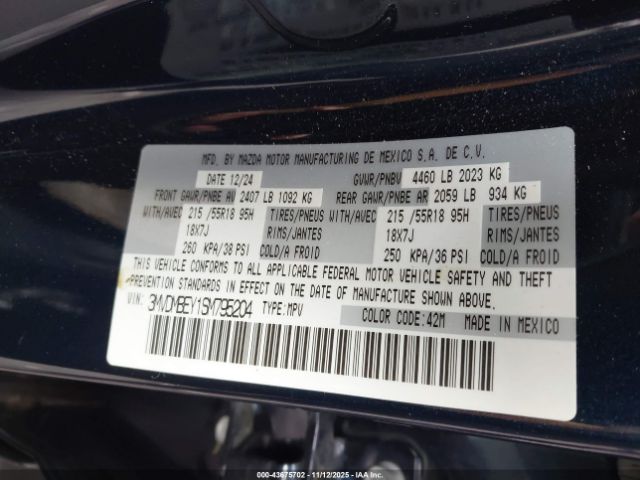 MFD. BY MAZDA MOTOR MANUFACTURING DE MEXICO S.A. DE C.V.
DATE 12/24 GVWR/PNBV 4460 LB 2023 KG
FRONT GAWR/PNBE AV 2407 LB 1092 KG REAR GAWR/PNBE AR 2059 LB 934 KG
WITH/AVEC 215/55R18 95H TIRES/PNEUS WITH/AVEC 215/55R18 95H TIRES/PNEUS
18X7J RIMS/JANTES 18X7J RIMS/JANTES
260 KPA/38 PSI COLD/A FROID 250 KPA/36 PSI COLD/A FROID
THIS VEHICLE CONFORMS TO ALL APPLICABLE FEDERAL MOTOR VEHICLE SAFETY AND THEFT
PREVENTION STANDARDS IN EFFECT ON THE DATE OF MANUFACTURE SHOWN ABOVE.
VIN: 3MVDMBEY1SM795204 TYPE:MPV
COLOR CODE:42M MADE IN MEXICO
000-43675702 - 11/12/2025 - IAAI.CA